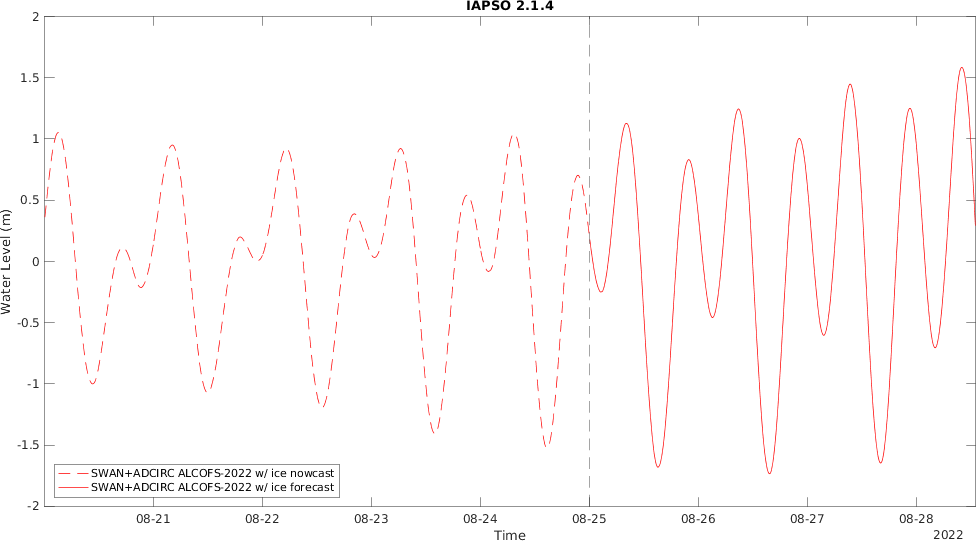 IAPSO 2.1.4
2
1.5
1
0.5
0
-0.5
-1
-1.5
-2
Water Level (m)
SWAN+ADCIRC ALCOFS-2022 w/ ice nowcast
SWAN+ADCIRC ALCOFS-2022 w/ ice forecast
08-21 08-22 08-23 08-24 08-25 08-26 08-27 08-28
Time
2022